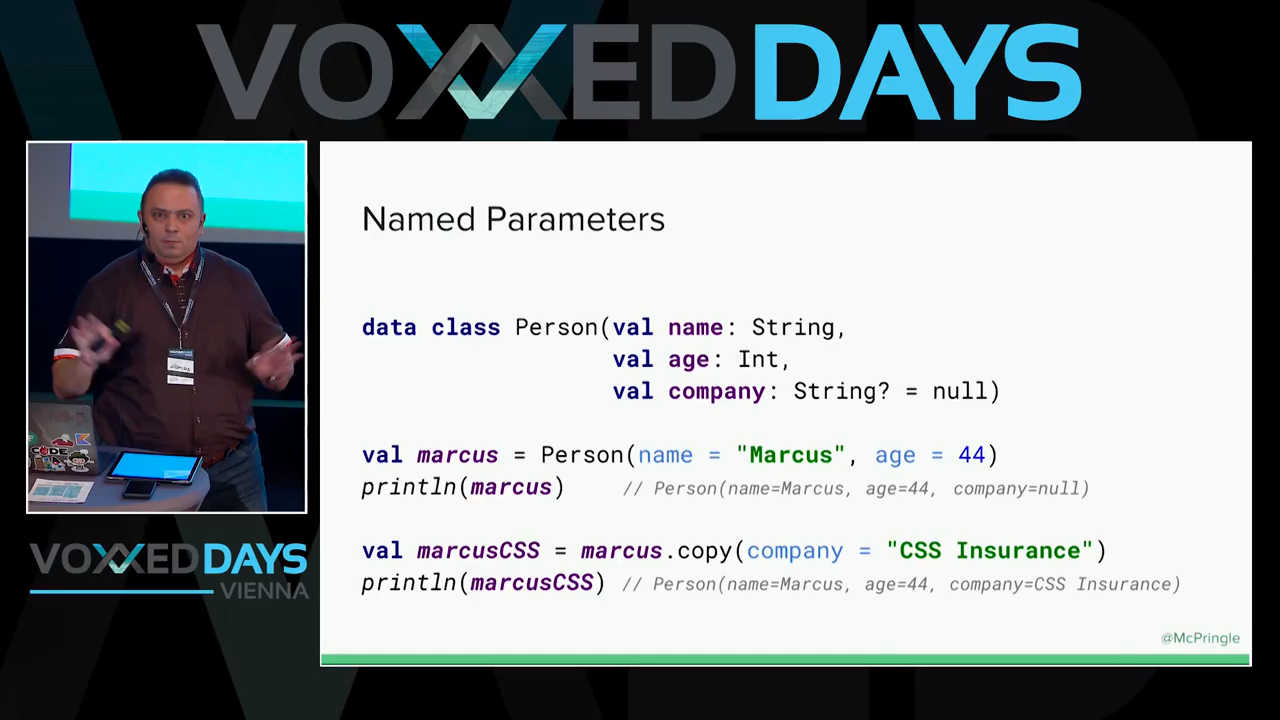 VOXXED DAYS
Named Parameters
data class Person(val name: String,
val age: Int,
val company: String? = null)
val marcus = Person(name = "Marcus", age = 44)
println(marcus) // Person(name=Marcus, age=44, company=null)
val marcusCSS = marcus.copy(company = "CSS Insurance")
println(marcusCSS) // Person(name=Marcus, age=44, company=CSS Insurance)
@McPringle
Marcus
CODE
VOXXED DAYS
VIENNA